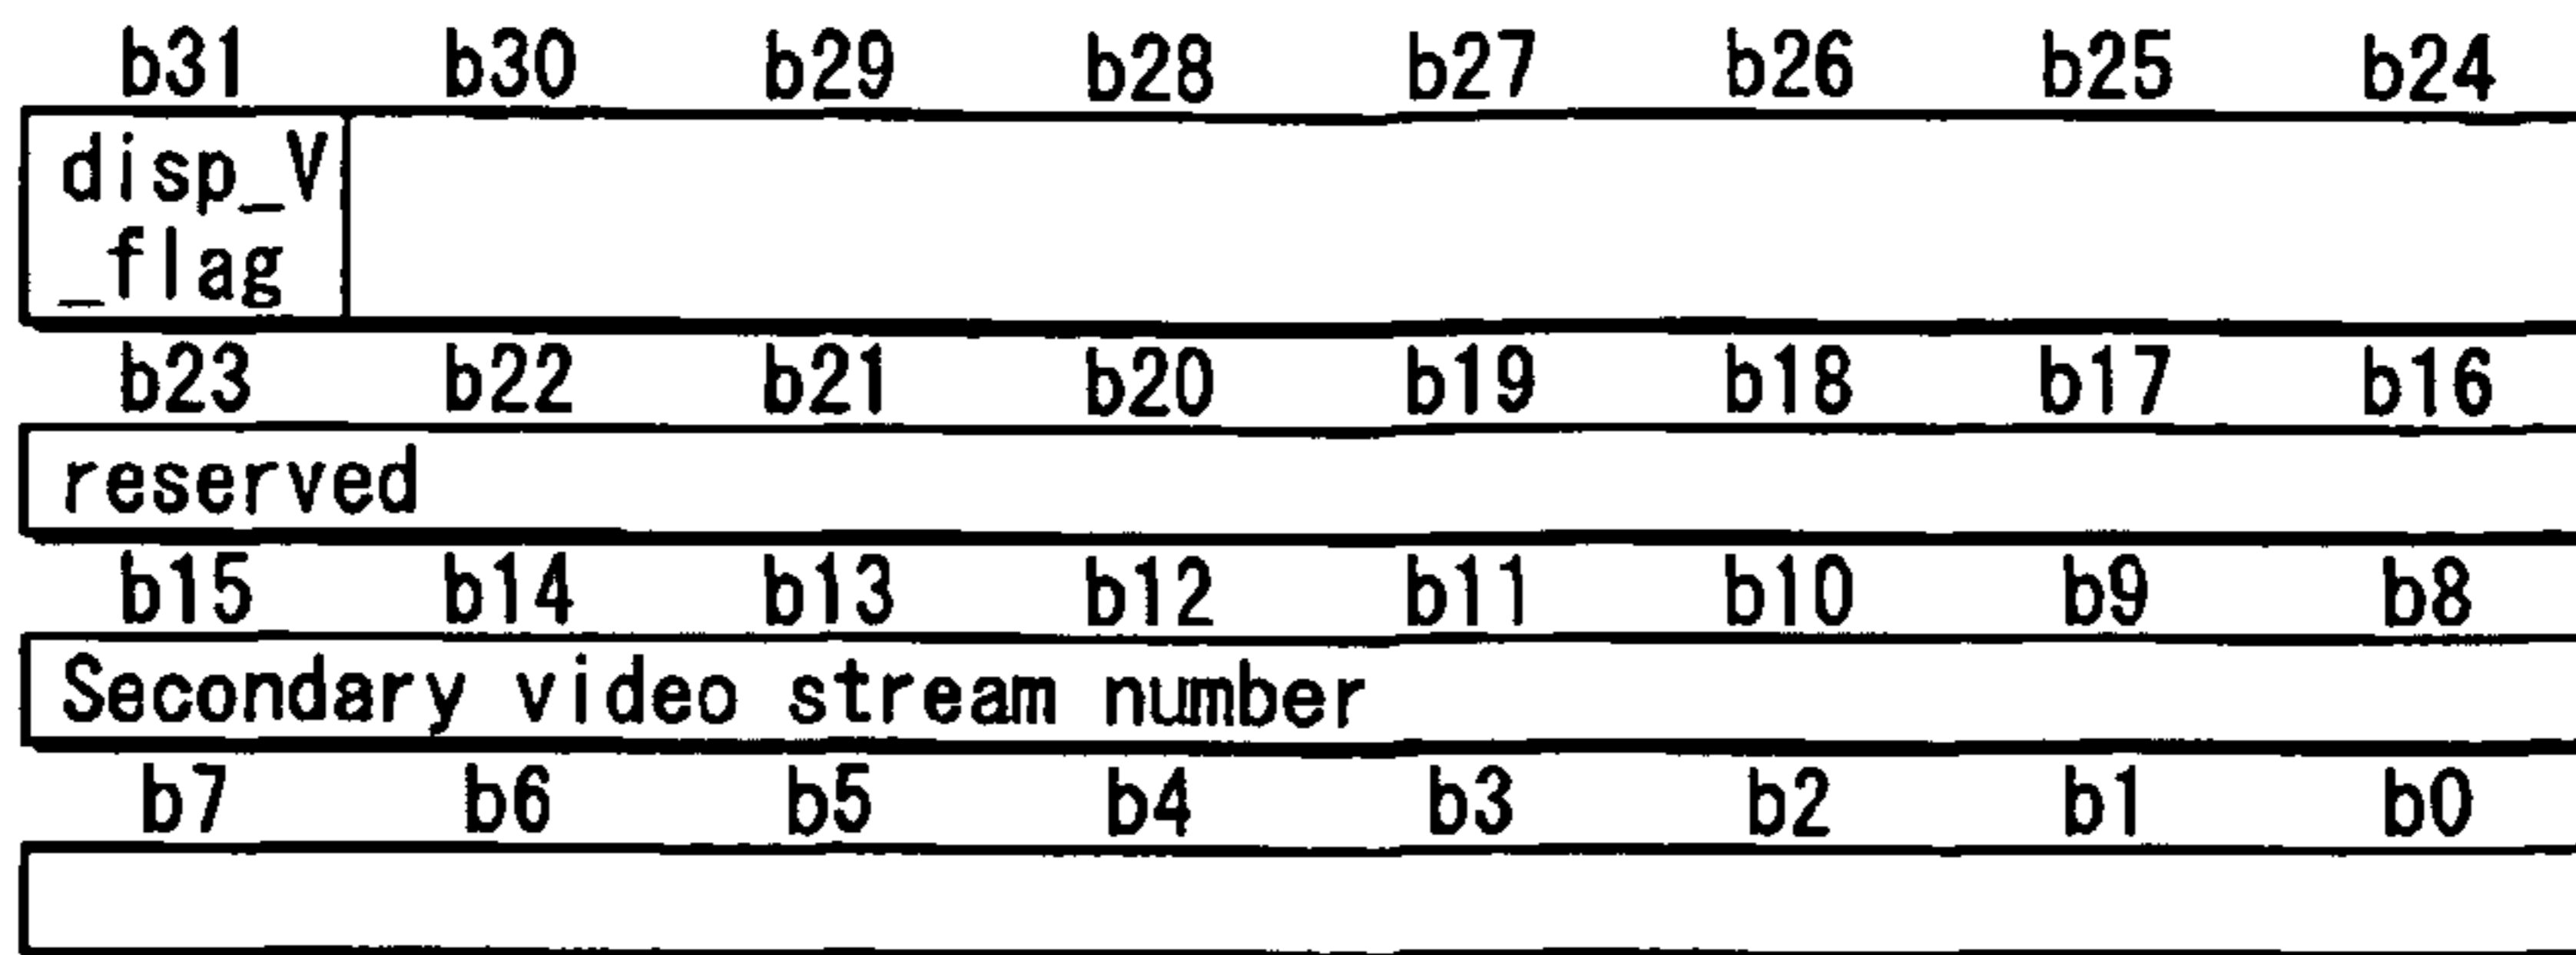 b31 b30 b29 b28 b27 b26 b25 b24
disp_V
_flag
b23 b22 b21 b20 b19 b18 b17 b16
reserved
b15 b14 b13 b12 b11 b10 b9 b8
Secondary video stream number
b7 b6 b5 b4 b3 b2 b1 b0